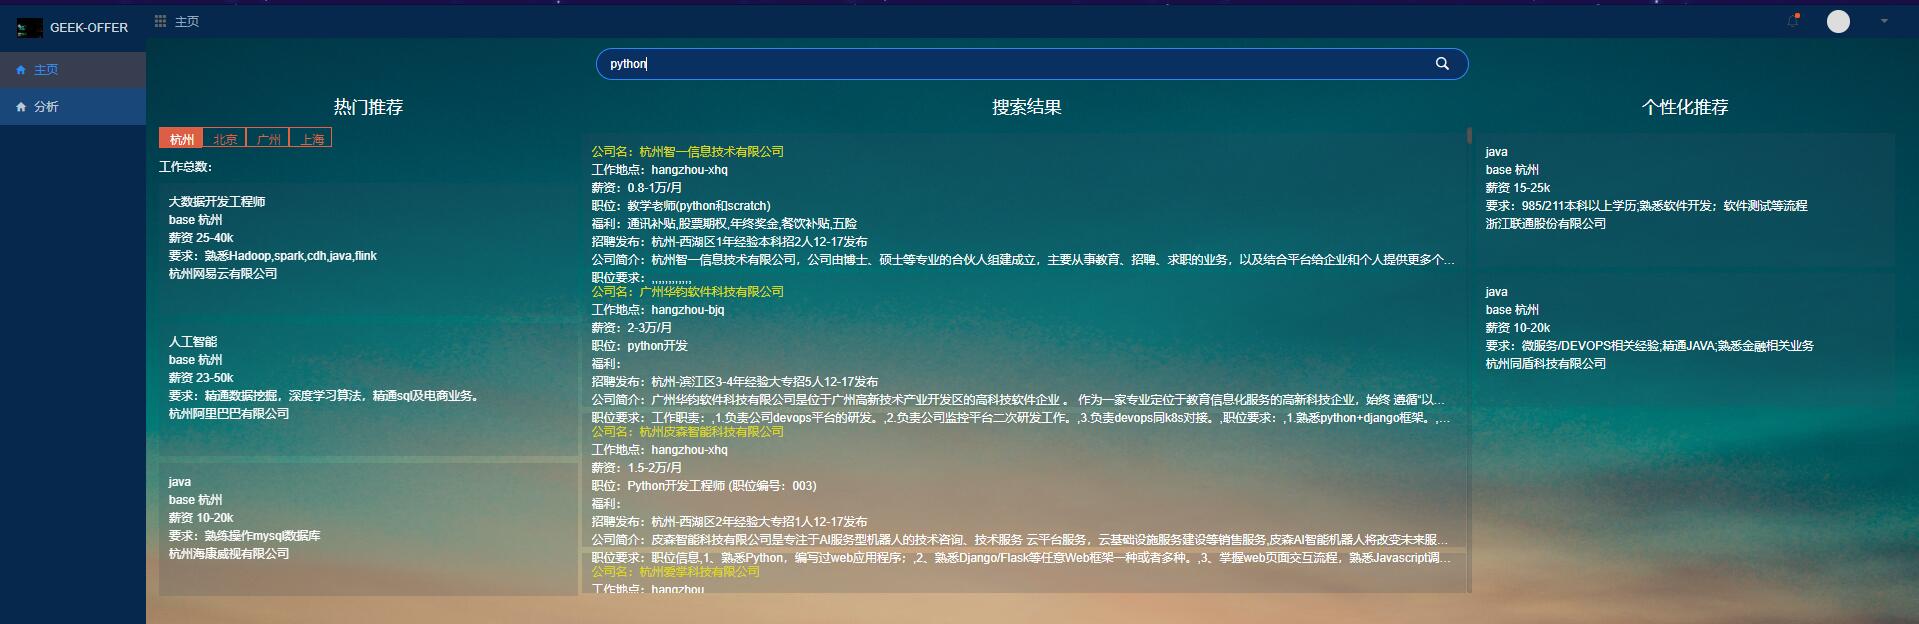 GEEK-OFFER
主页
主页
分析
python
热门推荐
杭州 北京 广州 上海
工作总数：
大数据开发工程师
base 杭州
薪资 25-40k
要求：熟悉Hadoop,spark,cdh,java,flink
杭州网易云有限公司
人工智能
base 杭州
薪资 23-50k
要求：精通数据挖掘，深度学习算法，精通sql及电商业务。
杭州阿里巴巴有限公司
java
base 杭州
薪资 10-20k
要求：熟练操作mysql数据库
杭州海康威视有限公司
搜索结果
公司名：杭州智一信息技术有限公司
工作地点：hangzhou-xhq
薪资：0.8-1万/月
职位：教学老师(python和scratch)
福利：通讯补贴,股票期权,年终奖金,餐饮补贴,五险
招聘发布：杭州-西湖区1年经验本科招2人12-17发布
公司简介：杭州智一信息技术有限公司，公司由博士、硕士等专业的合伙人组建成立，主要从事教育、招聘、求职的业务，以及结合平台给企业和个人提供更多个...
职位要求：,,,,,,,,,,,,
公司名：广州华钧软件科技有限公司
工作地点：hangzhou-bjq
薪资：2-3万/月
职位：python开发
福利：
招聘发布：杭州-滨江区3-4年经验大专招5人12-17发布
公司简介：广州华钧软件科技有限公司是位于广州高新技术产业开发区的高科技软件企业 。 作为一家专业定位于教育信息化服务的高新科技企业，始终 遵循“以...
职位要求：工作职责：,1.负责公司devops平台的研发。,2.负责公司监控平台二次研发工作。,3.负责devops同k8s对接。,职位要求：,1.熟悉python+django框架。,...
公司名：杭州皮森智能科技有限公司
工作地点：hangzhou-xhq
薪资：1.5-2万/月
职位：Python开发工程师 (职位编号：003)
福利：
招聘发布：杭州-西湖区2年经验大专招1人12-17发布
公司简介：皮森智能科技有限公司是专注于AI服务型机器人的技术咨询、技术服务 云平台服务，云基础设施服务建设等销售服务,皮森AI智能机器人将改变未来服...
职位要求：职位信息,1、熟悉Python，编写过web应用程序；,2、熟悉Django/Flask等任意Web框架一种或者多种。,3、掌握web页面交互流程，熟悉Javascript调...
公司名：杭州爱掌科技有限公司
工作地点：hangzhou
个性化推荐
java
base 杭州
薪资 15-25k
要求：985/211本科以上学历;熟悉软件开发；软件测试等流程
浙江联通股份有限公司
java
base 杭州
薪资 10-20k
要求：微服务/DEVOPS相关经验;精通JAVA;熟悉金融相关业务
杭州同盾科技有限公司